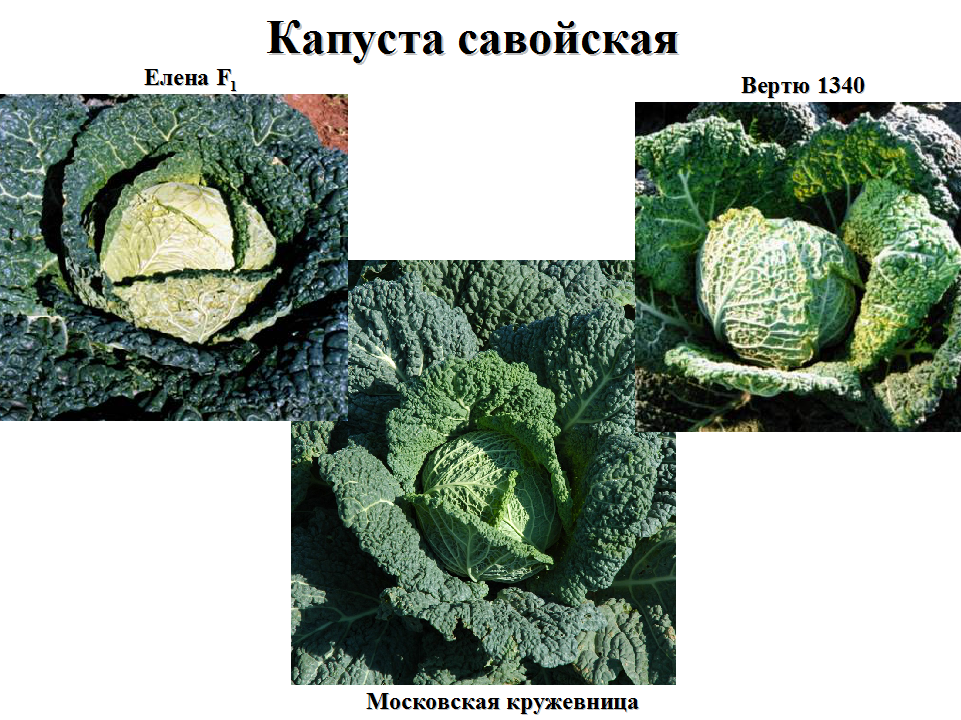 Капуста савойская
Елена F₁
Вертю 1340
Московская кружевница